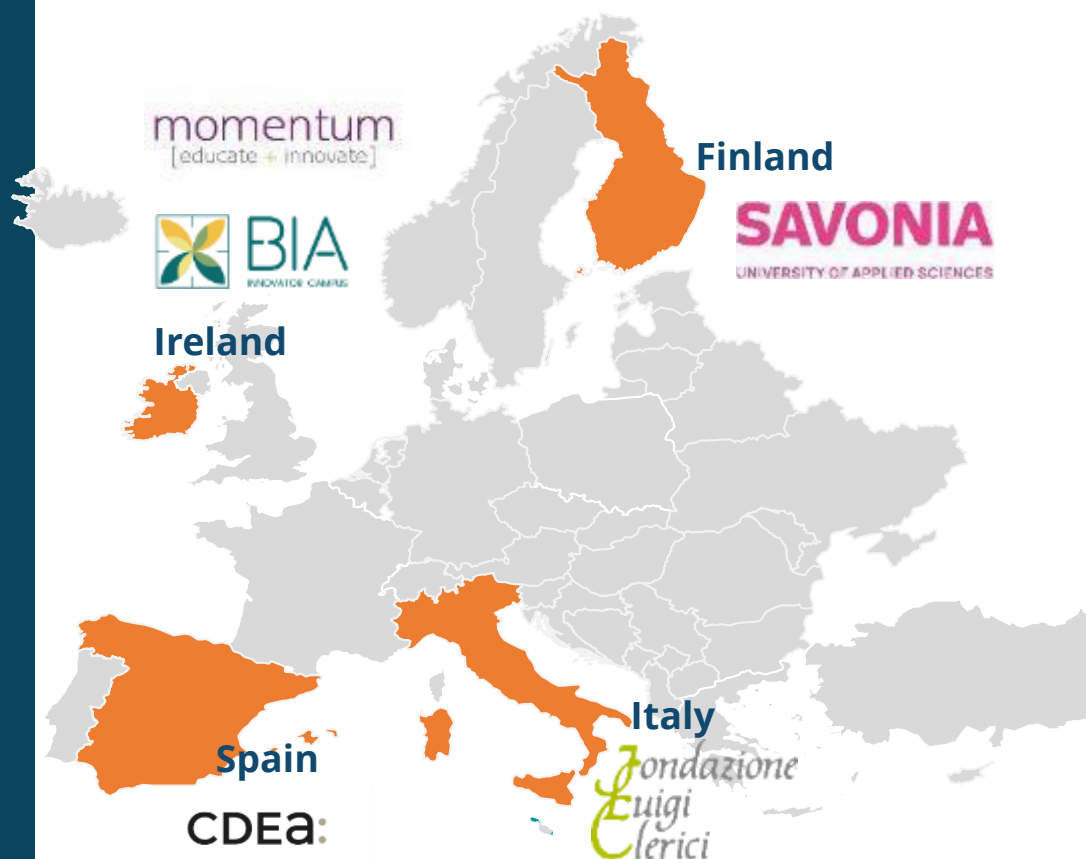 momentum
[educate + innovate]
Finland
SAVONIA
UNIVERSITY OF APPLIED SCIENCES
BIA
INNOVATOR CAMPUS
Ireland
Italy
Fondazione
Luigi
Clerici
Spain
CDEa: